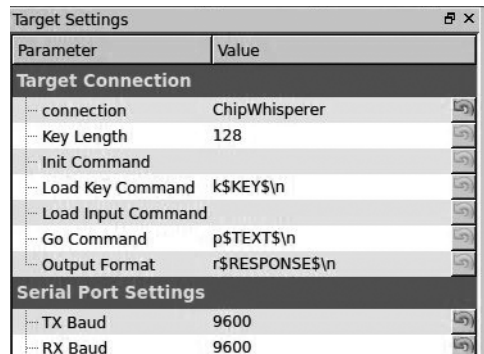 Target Settings
Parameter Value
Target Connection
connection ChipWhisperer
Key Length 128
Init Command
Load Key Command k$KEY$\n
Load Input Command
Go Command p$TEXT$\n
Output Format r$RESPONSE$\n
Serial Port Settings
TX Baud 9600
RX Baud 9600